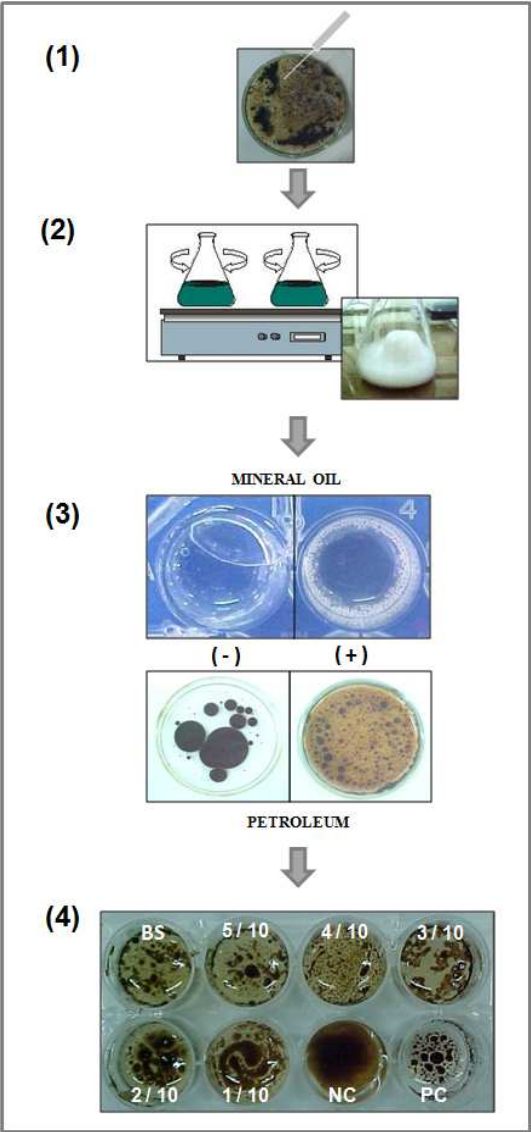 (1)
(2)
MINERAL OIL
(3)
4
(-) (+)
PETROLEUM
(4)
BS 5 / 10 4 / 10 3 / 10
2 / 10 1 / 10 NC PC